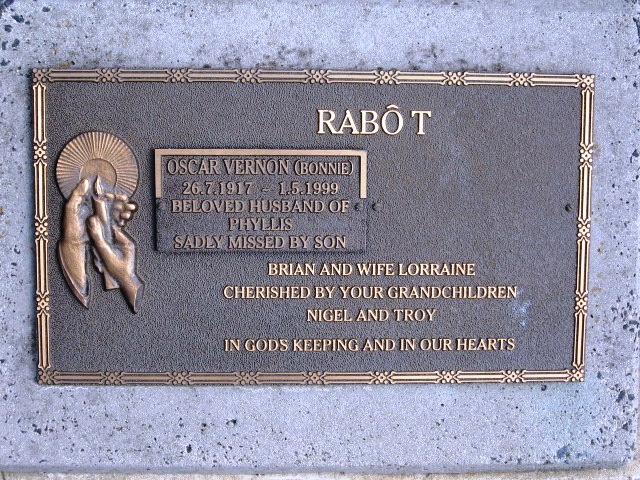 RABÔ T
OSCAR VERNON (BONNIE)
26.7.1917 - 1.5.1999
BELOVED HUSBAND OF
PHYLLIS
SADLY MISSED BY SON
BRIAN AND WIFE LORRAINE
CHERISHED BY YOUR GRANDCHILDREN
NIGEL AND TROY
IN GODS KEEPING AND IN OUR HEARTS